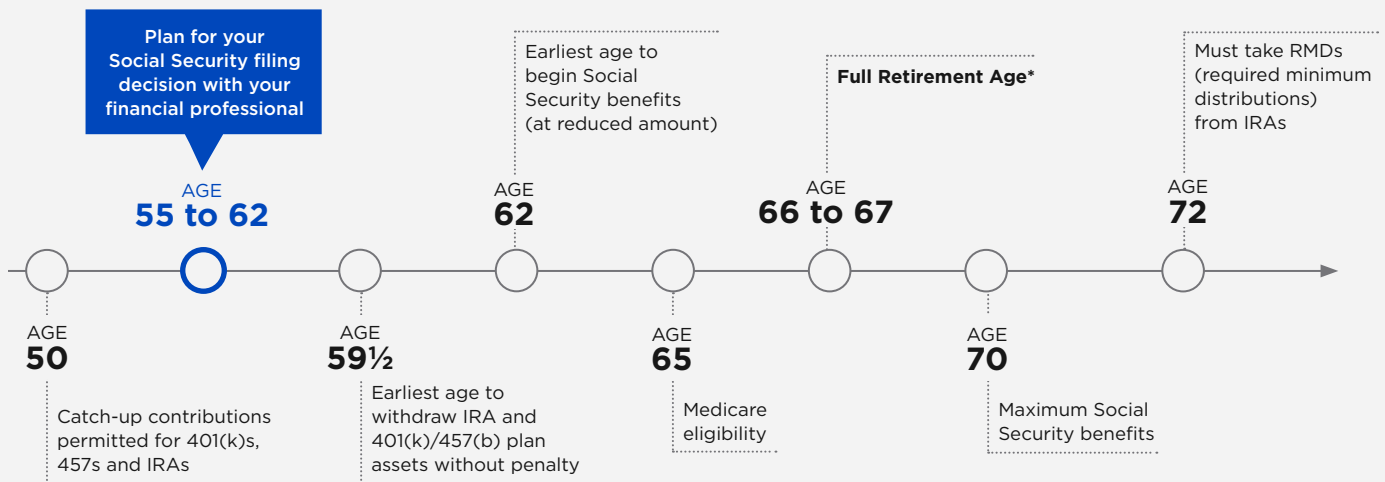 Plan for your
Social Security filing
decision with your
financial professional
AGE
55 to 62
Earliest age to
begin Social
Security benefits
(at reduced amount)
AGE
62
Full Retirement Age*
AGE
66 to 67
Must take RMDs
(required minimum
distributions)
from IRAs
AGE
72
AGE
50
Catch-up contributions
permitted for 401(k)s,
457s and IRAs
AGE
59½
Earliest age to
withdraw IRA and
401(k)/457(b) plan
assets without penalty
AGE
65
Medicare
eligibility
AGE
70
Maximum Social
Security benefits